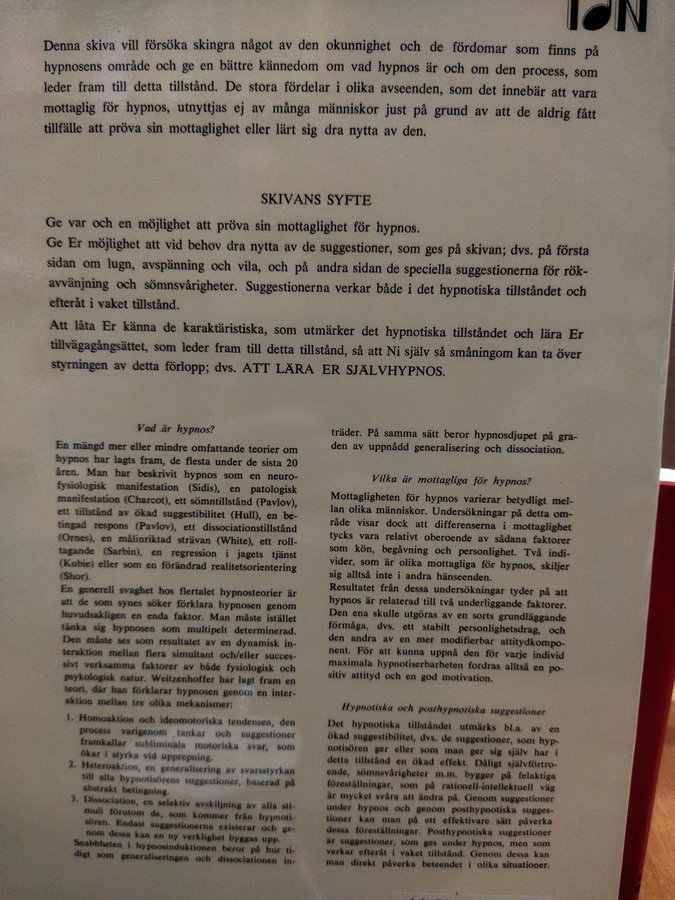 Denna skiva vill försöka skingra något av den okunnighet och de fördomar som finns på
hypnosens område och ge en bättre kännedom om vad hypnos är och om den process, som
leder fram till detta tillstånd. De stora fördelar i olika avseenden, som det innebär att vara
mottaglig för hypnos, utnyttjas ej av många människor just på grund av att de aldrig fått
tillfälle att pröva sin mottaglighet eller lärt sig dra nytta av den.
SKIVANS SYFTE
Ge var och en möjlighet att pröva sin mottaglighet för hypnos.
Ge Er möjlighet att vid behov dra nytta av de suggestioner, som ges på skivan; dvs. på första
sidan om lugn, avspänning och vila, och på andra sidan de speciella suggestionerna för rök-
avvänjning och sömnsvårigheter. Suggestionerna verkar både i det hypnotiska tillståndet och
efteråt i vaket tillstånd.
Att låta Er känna de karaktäristiska, som utmärker det hypnotiska tillståndet och lära Er
tillvägagångsättet, som leder fram till detta tillstånd, så att Ni själv så småningom kan ta över
styrningen av detta förlopp; dvs. ATT LÄRA ER SJÄLVHYPNOS.
Vad är hypnos?
En mängd mer eller mindre omfattande teorier om
hypnos har lagts fram, de flesta under de sista 20
åren. Man har beskrivit hypnos som en neuro-
fysiologisk manifestation (Sidis), en patologisk
manifestation (Charcot), ett sömntillstånd (Pavlov),
ett tillstånd av ökad suggestibilitet (Hull), en be-
tingad respons (Pavlov), ett dissociationstillstånd
(Ornes), en målinriktad strävan (White), ett roll-
tagande (Sarbin), en regression i jagets tjänst
(Kubie) eller som en förändrad realitetsorientering
(Shor).
En generell svaghet hos flertalet hypnosteorier är
att de som synes söker förklara hypnosen genom
huvudsakligen en enda faktor. Man måste istället
tänka sig hypnosen som multipelt determinerad.
Den måste ses som resultatet av en dynamisk in-
teraktion mellan flera simultant och/eller succes-
sivt verksamma faktorer av både fysiologisk och
psykologisk natur. Weitzenhoffer har lagt fram en
teori, där han förklarar hypnosen genom en inter-
aktion mellan tre olika mekanismer:
1. Homoaktion och ideomotoriska tendensen, den
process varigenom tankar och suggestioner
framkallar subliminala motoriska svar, som
ökar i styrka vid upprepning.
2. Heteroaktion, en generalisering av svarsstyrkan
till alla hypnotisörens suggestioner, baserad på
abstrakt betingning.
3. Dissociation, en selektiv avskiljning av alla sti-
muli förutom de, som kommer från hypnoti-
sören. Endast suggestionerna existerar och ge-
nom dessa kan en ny verklighet byggas upp.
Snabbheten i hypnosinduktionen beror på hur ti-
digt som generaliseringen och dissociationen in-
träder. På samma sätt beror hypnosdjupet på gra-
den av uppnådd generalisering och dissociation.
Vilka är mottagliga för hypnos?
Mottagligheten för hypnos varierar betydligt mel-
lan olika människor. Undersökningar på detta om-
råde visar dock att differenserna i mottaglighet
tycks vara relativt oberoende av sådana faktorer
som kön, begåvning och personlighet. Två indi-
vider, som är olika mottagliga för hypnos, skiljer
sig alltså inte i andra hänseenden.
Resultatet från dessa undersökningar tyder på att
hypnos är relaterad till två underliggande faktorer.
Den ena skulle utgöras av en sorts grundläggande
förmåga, dvs. ett stabilt personlighetsdrag, och
den andra av en mer modifierbar attitydkompo-
nent. För att kunna uppnå den för varje individ
maximala hypnotiserbarheten fordras alltså en po-
sitiv attityd och en god motivation.
Hypnotiska och posthypnotiska suggestioner
Det hypnotiska tillståndet utmärks bl.a. av en
ökad suggestibilitet, dvs. de suggestioner, som hyp-
notisören ger eller som man ger sig själv har i
detta tillstånd en ökad effekt. Dåligt självförtro-
ende, sömnsvårigheter m.m. bygger på felaktiga
föreställningar, som på rationell-intellektuell väg
är mycket svåra att ändra på. Genom suggestioner
under hypnos och genom posthypnotiska sugges-
tioner kan man på ett effektivare sätt påverka
dessa föreställningar. Posthypnotiska suggestioner
är suggestioner, som ges under hypnos, men som
verkar efteråt i vaket tillstånd. Genom dessa kan
man direkt påverka beteendet i olika situationer.